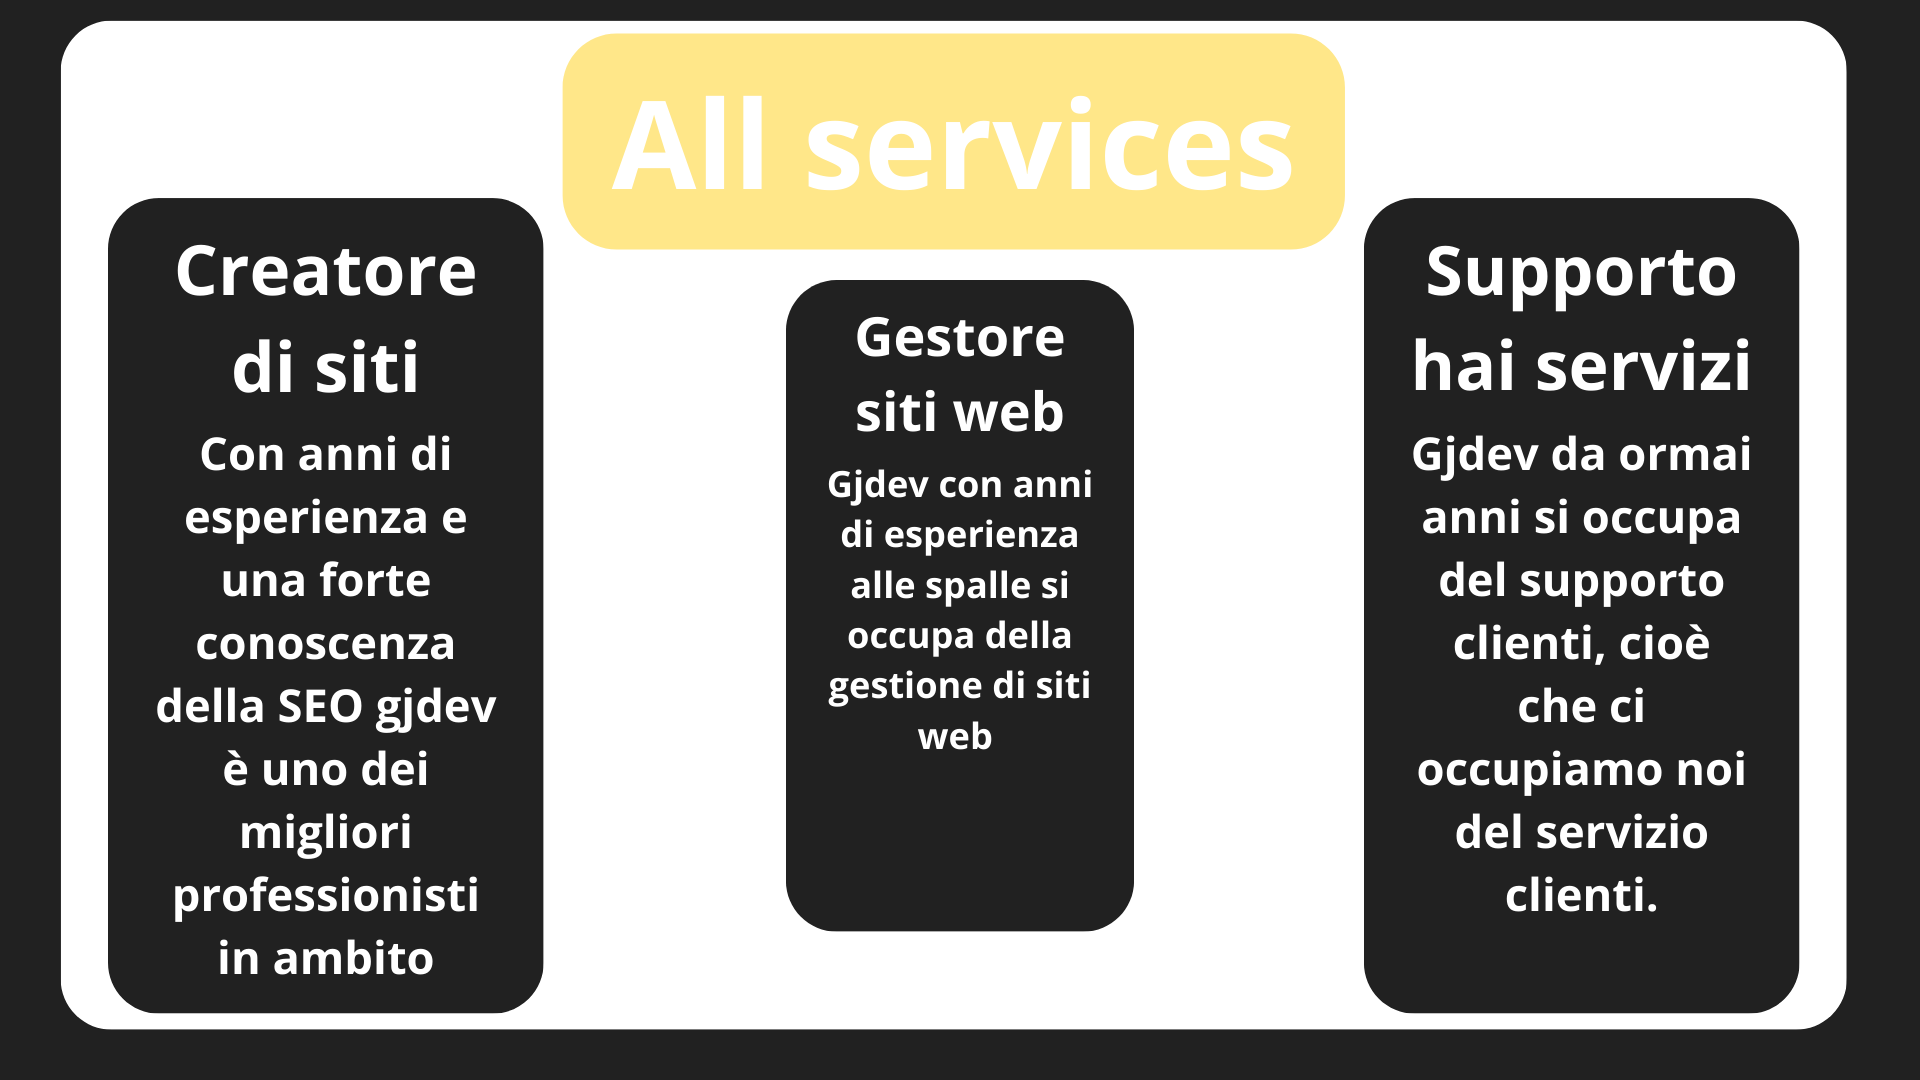 All services
Creatore
di siti
Con anni di
esperienza e
una forte
conoscenza
della SEO gjdev
è uno dei
migliori
professionisti
in ambito
Gestore
siti web
Gjdev con anni
di esperienza
alle spalle si
occupa della
gestione di siti
web
Supporto
hai servizi
Gjdev da ormai
anni si occupa
del supporto
clienti, cioè
che ci
occupiamo noi
del servizio
clienti.